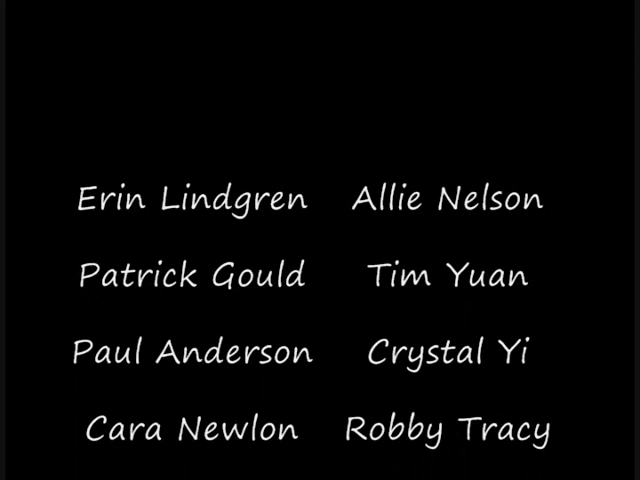 Erin Lindgren Allie Nelson
Patrick Gould Tim Yuan
Paul Anderson Crystal Yi
Cara Newlon Robby Tracy